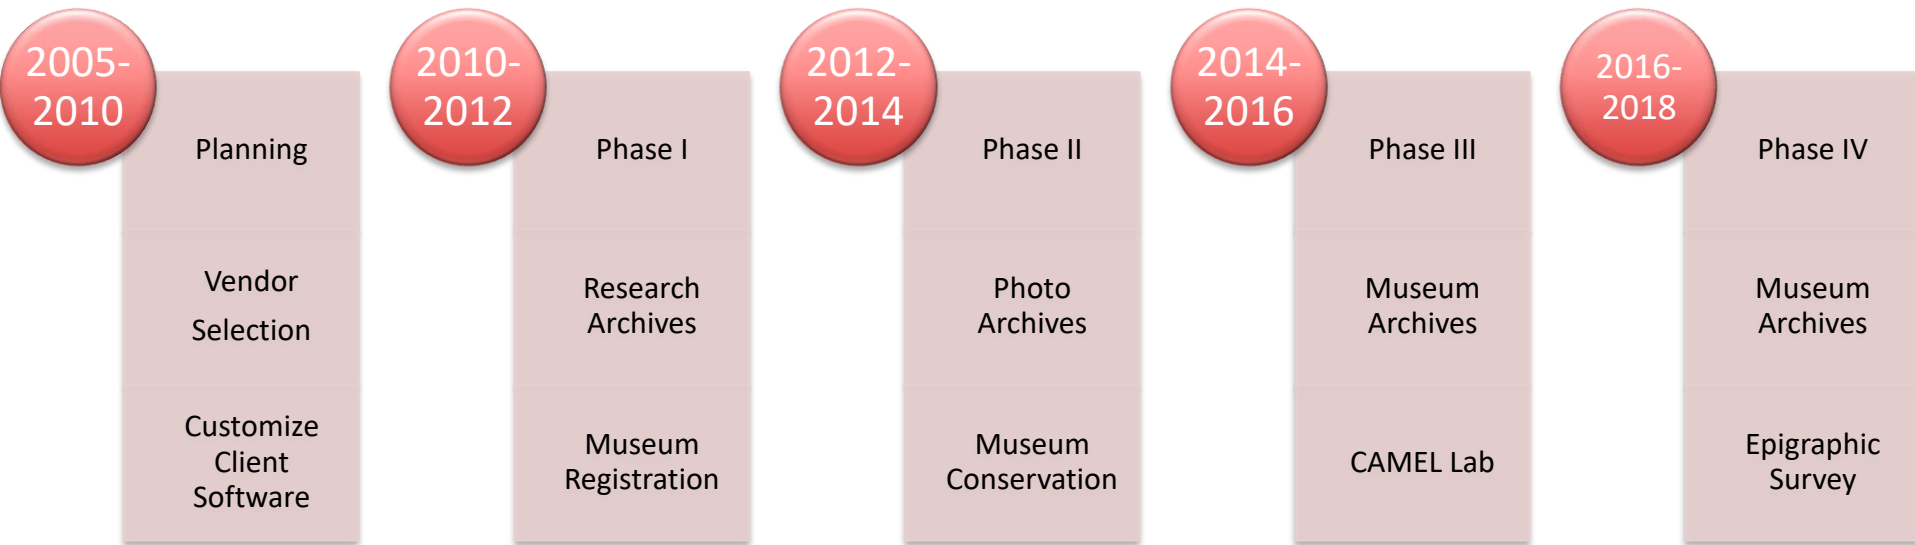 2005-
2010
Planning
Vendor
Selection
Customize
Client
Software
2010-
2012
Phase I
Research
Archives
Museum
Registration
2012-
2014
Phase II
Photo
Archives
Museum
Conservation
2014-
2016
Phase III
Museum
Archives
CAMEL Lab
2016-
2018
Phase IV
Museum
Archives
Epigraphic
Survey